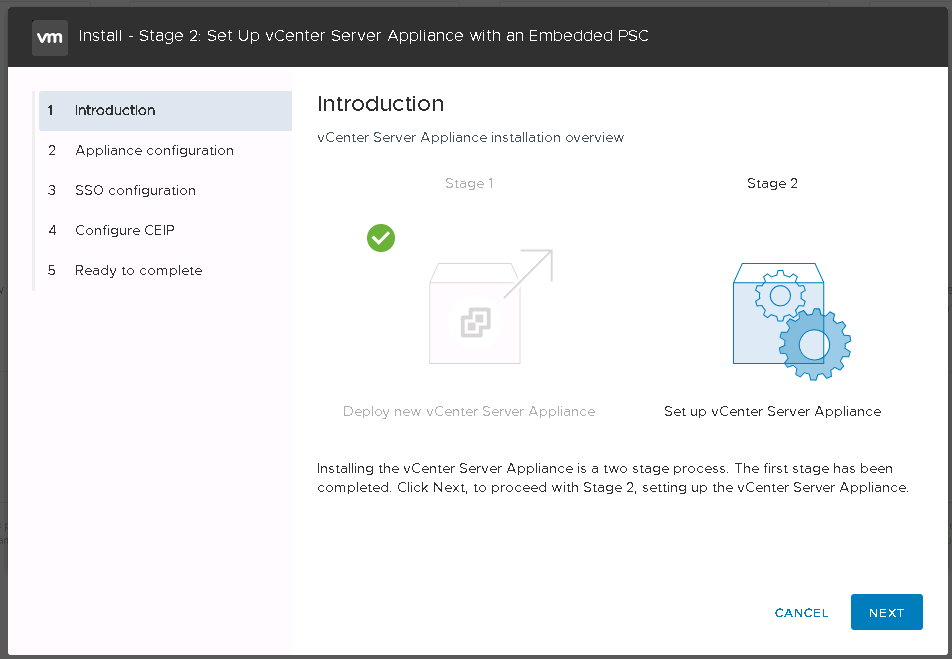 vm Install - Stage 2: Set Up vCenter Server Appliance with an Embedded PSC
1 Introduction
2 Appliance configuration
3 SSO configuration
4 Configure CEIP
5 Ready to complete
Introduction
vCenter Server Appliance installation overview
Stage 1
Stage 2
Deploy new vCenter Server Appliance
Set up vCenter Server Appliance
Installing the vCenter Server Appliance is a two stage process. The first stage has been
completed. Click Next, to proceed with Stage 2, setting up the vCenter Server Appliance.
CANCEL
NEXT